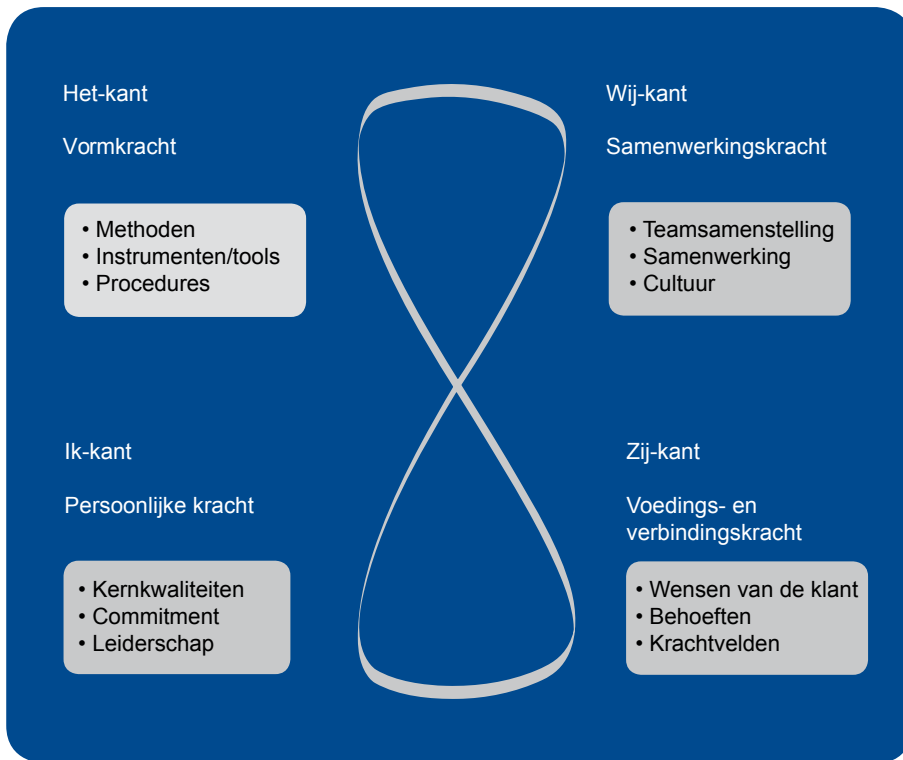 Het-kant
Vormkracht
• Methoden
• Instrumenten/tools
• Procedures
Wij-kant
Samenwerkingskracht
• Teamsamenstelling
• Samenwerking
• Cultuur
Ik-kant
Persoonlijke kracht
• Kernkwaliteiten
• Commitment
• Leiderschap
Zij-kant
Voedings- en
verbindingskracht
• Wensen van de klant
• Behoeften
• Krachtvelden